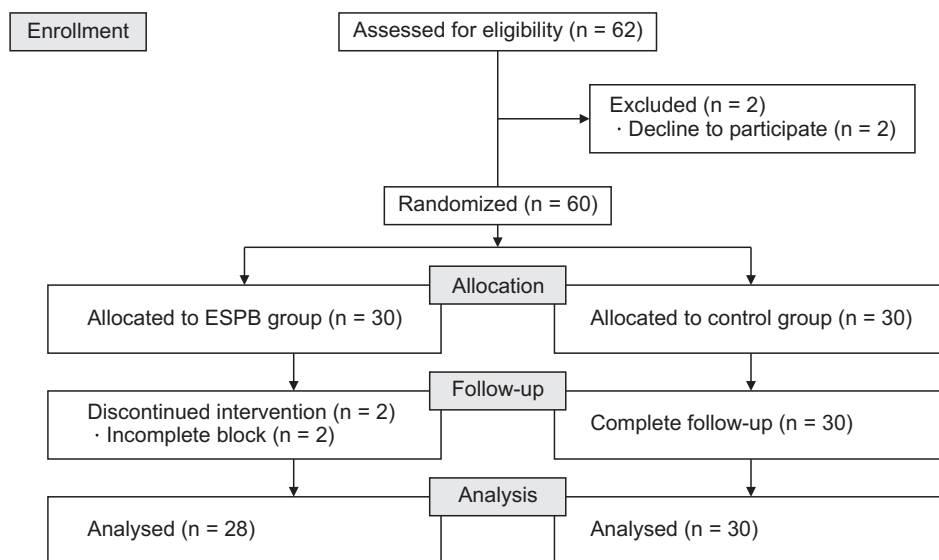 Enrollment
Assessed for eligibility (n = 62)
Excluded (n = 2)
· Decline to participate (n = 2)
Randomized (n = 60)
Allocation
Allocated to ESPB group (n = 30)
Allocated to control group (n = 30)
Follow-up
Discontinued intervention (n = 2)
· Incomplete block (n = 2)
Complete follow-up (n = 30)
Analysis
Analysed (n = 28)
Analysed (n = 30)